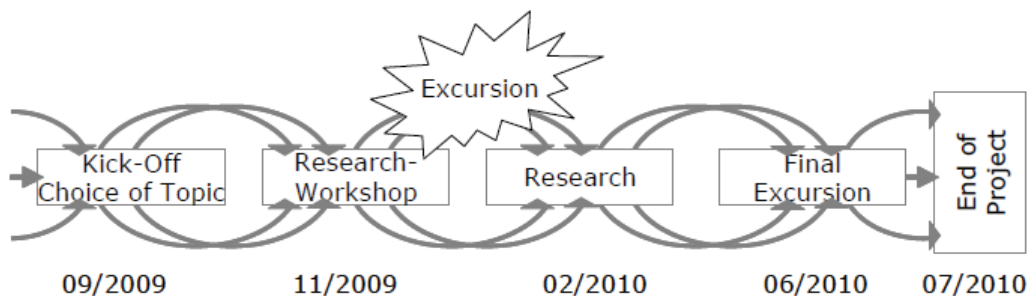 Excursion
Kick-Off
Choice of Topic
Research-
Workshop
Research
Final
Excursion
End of
Project
09/2009
11/2009
02/2010
06/2010
07/2010